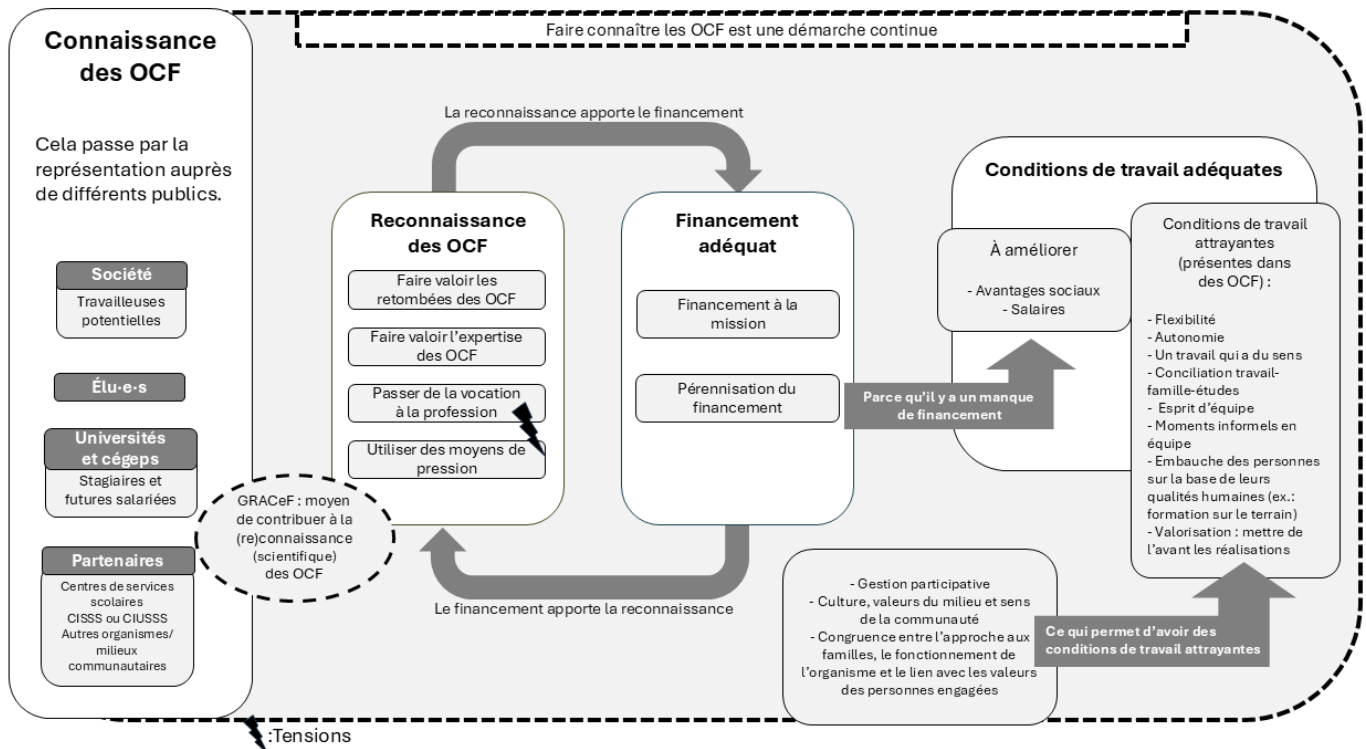 Connaissance
des OCF
Cela passe par la
représentation auprès
de différents publics.
Société
Travailleuses
potentielles
Élu·e·s
Universités
et cégeps
Stagiaires et
futures salariées
Partenaires
Centres de services
scolaires
CISSS ou CIUSSS
Autres organismes/
milieux
communautaires
GRACeF : moyen
de contribuer à la
(re)connaissance
(scientifique)
des OCF
Faire connaître les OCF est une démarche continue
La reconnaissance apporte le financement
Reconnaissance
des OCF
Faire valoir les
retombées des OCF
Faire valoir l’expertise
des OCF
Passer de la vocation
à la profession
Utiliser des moyens de
pression
Financement
adéquat
Financement à la
mission
Pérennisation du
financement
Le financement apporte la reconnaissance
Parce qu’il y a un manque
de financement
Conditions de travail adéquates
À améliorer
- Avantages sociaux
- Salaires
Conditions de travail
attrayantes
(présentes dans
des OCF) :
- Flexibilité
- Autonomie
- Un travail qui a du sens
- Conciliation travail-
famille-études
- Esprit d’équipe
- Moments informels en
équipe
- Embauche des personnes
sur la base de leurs
qualités humaines (ex.:
formation sur le terrain)
- Valorisation : mettre de
l’avant les réalisations
- Gestion participative
- Culture, valeurs du milieu et sens
de la communauté
- Congruence entre l’approche aux
familles, le fonctionnement de
l’organisme et le lien avec les valeurs
des personnes engagées
Ce qui permet d’avoir des
conditions de travail attrayantes
:Tensions